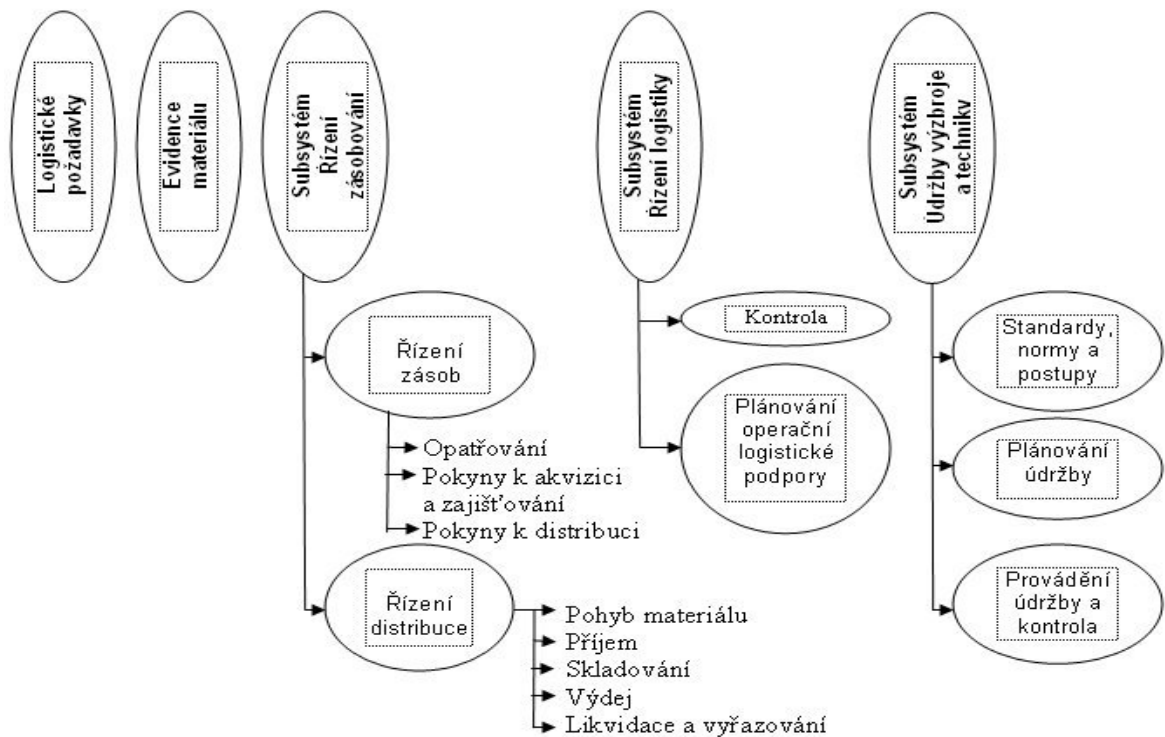 Logistické
požadavky
Evidence
materiálu
Subsystém
Řízení
zásobování
Subsystém
Řízení logistiky
Subsystém
Údržby výzbroje
a techniky
Řízení
zásob
Opatřování
Pokyny k akvizici
a zajišťování
Pokyny k distribuci
Řízení
distribuce
Pohyb materiálu
Příjem
Skladování
Výdej
Likvidace a vyřazování
Kontrola
Plánování
operační
logistické
podpory
Standardy,
normy a
postupy
Plánování
údržby
Provádění
údržby a
kontrola